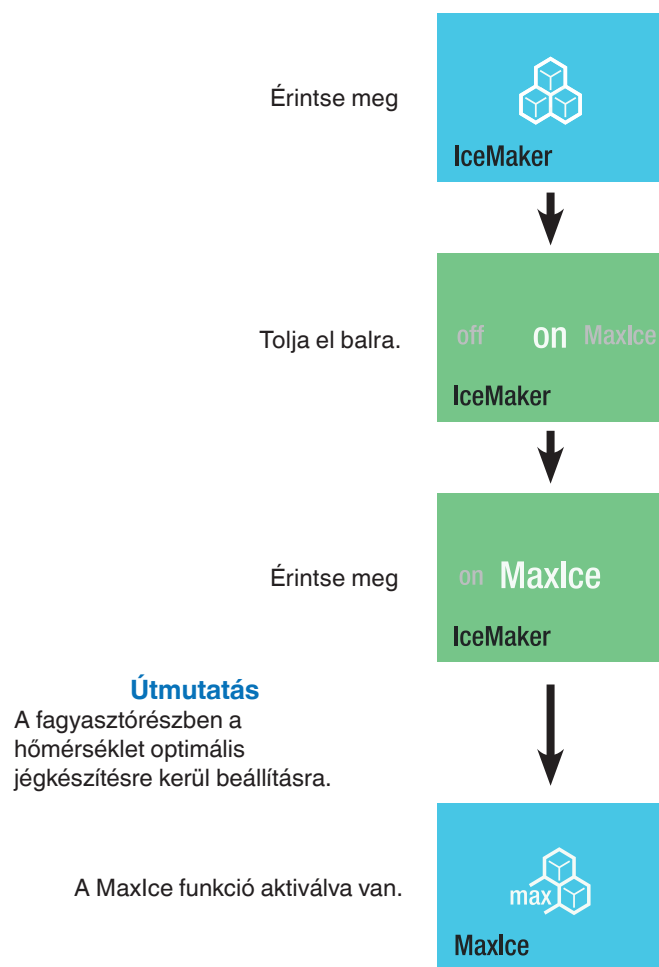 Érintse meg
IceMaker
Tolja el balra.
off on MaxIce
IceMaker
Érintse meg
on MaxIce
IceMaker
Útmutatás
A fagyasztórészben a
hőmérséklet optimális
jégkészítésre kerül beállításra.
A MaxIce funkció aktiválva van.
max
MaxIce